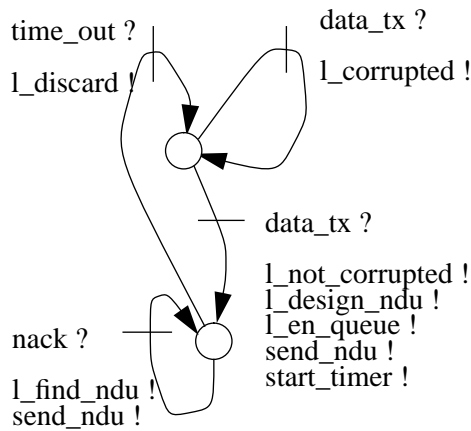 time_out ?
l_discard !
data_tx ?
l_corrupted !
data_tx ?
l_not_corrupted !
l_design_ndu !
l_en_queue !
send_ndu !
start_timer !
nack ?
l_find_ndu !
send_ndu !